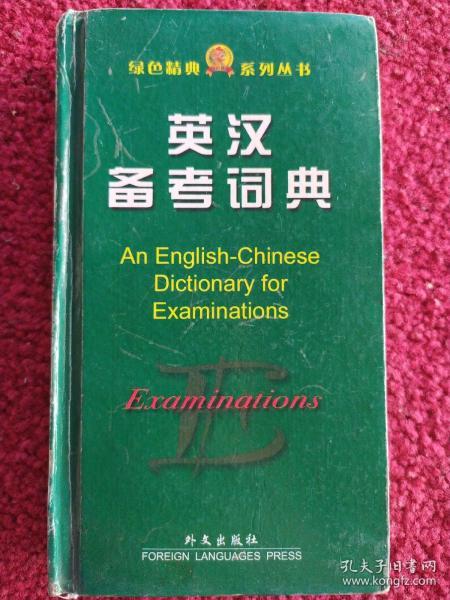 绿色精典 系列丛书
英汉
备考词典
An English-Chinese
Dictionary for
Examinations
Examinations
外文出版社
FOREIGN LANGUAGES PRESS
孔夫子旧书网
www.kongfz.com